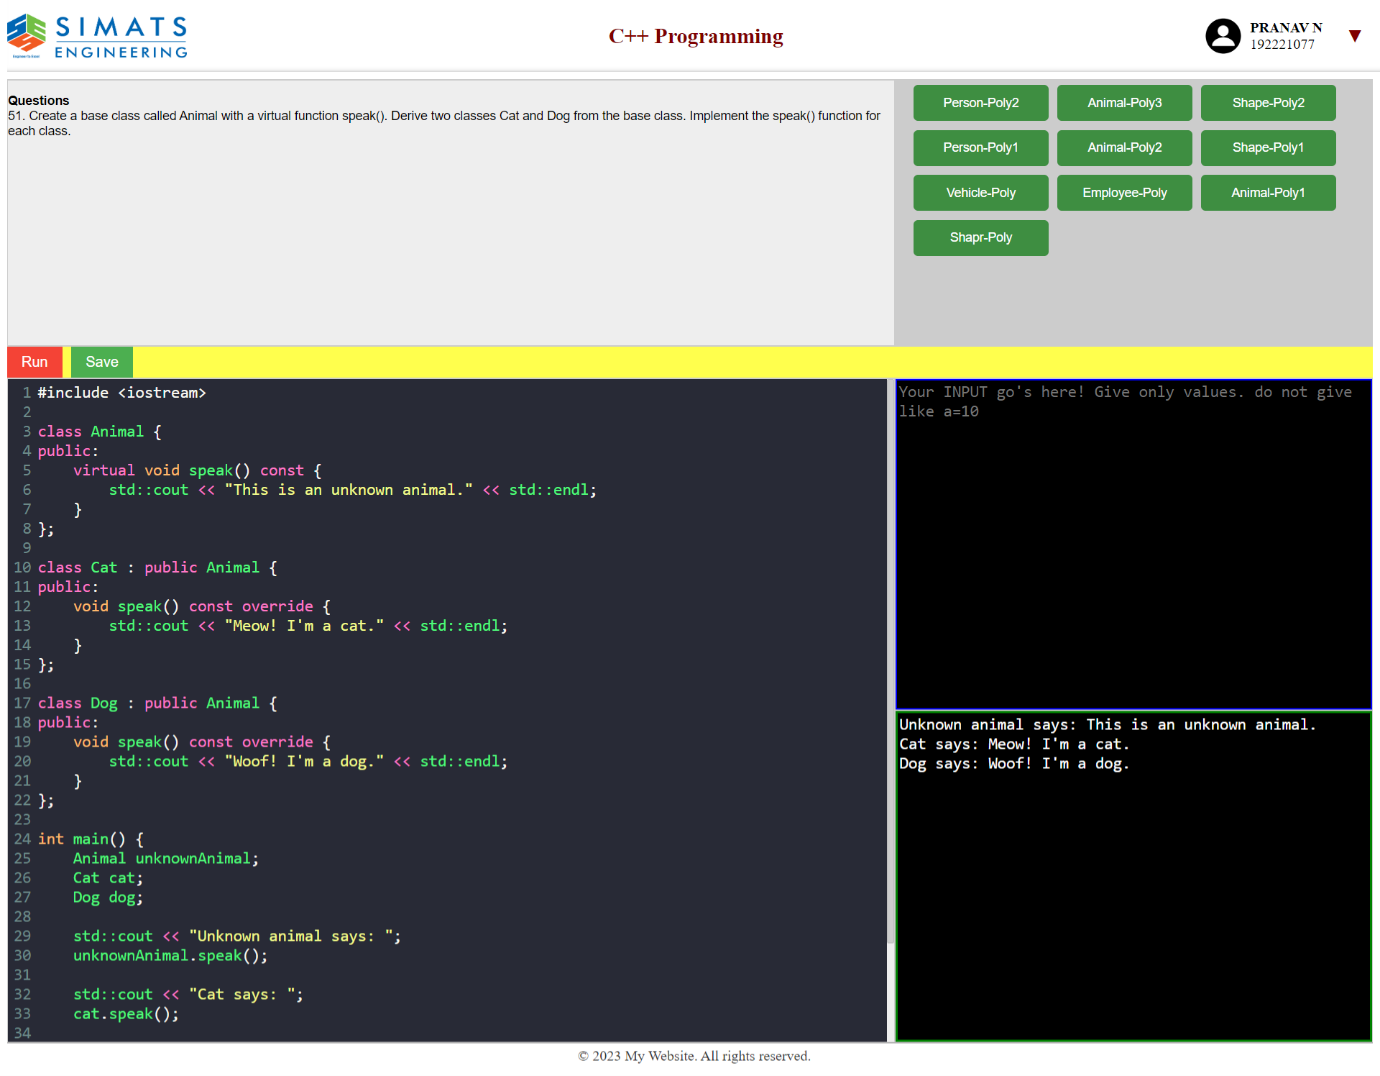 SIMATS
ENGINEERING
C++ Programming
PRANAV N
192221077
Questions
51. Create a base class called Animal with a virtual function speak(). Derive two classes Cat and Dog from the base class. Implement the speak() function for
each class.
Person-Poly2
Animal-Poly3
Shape-Poly2
Person-Poly1
Animal-Poly2
Shape-Poly1
Vehicle-Poly
Employee-Poly
Animal-Poly1
Shapr-Poly
Run
Save
1 #include <iostream>
2
3 class Animal {
4 public:
5     virtual void speak() const {
6         std::cout << "This is an unknown animal." << std::endl;
7     }
8 };
9
10 class Cat : public Animal {
11 public:
12     void speak() const override {
13         std::cout << "Meow! I'm a cat." << std::endl;
14     }
15 };
16
17 class Dog : public Animal {
18 public:
19     void speak() const override {
20         std::cout << "Woof! I'm a dog." << std::endl;
21     }
22 };
23
24 int main() {
25     Animal unknownAnimal;
26     Cat cat;
27     Dog dog;
28
29     std::cout << "Unknown animal says: ";
30     unknownAnimal.speak();
31
32     std::cout << "Cat says: ";
33     cat.speak();
34
Your INPUT go's here! Give only values. do not give
like a=10
Unknown animal says: This is an unknown animal.
Cat says: Meow! I'm a cat.
Dog says: Woof! I'm a dog.
© 2023 My Website. All rights reserved.